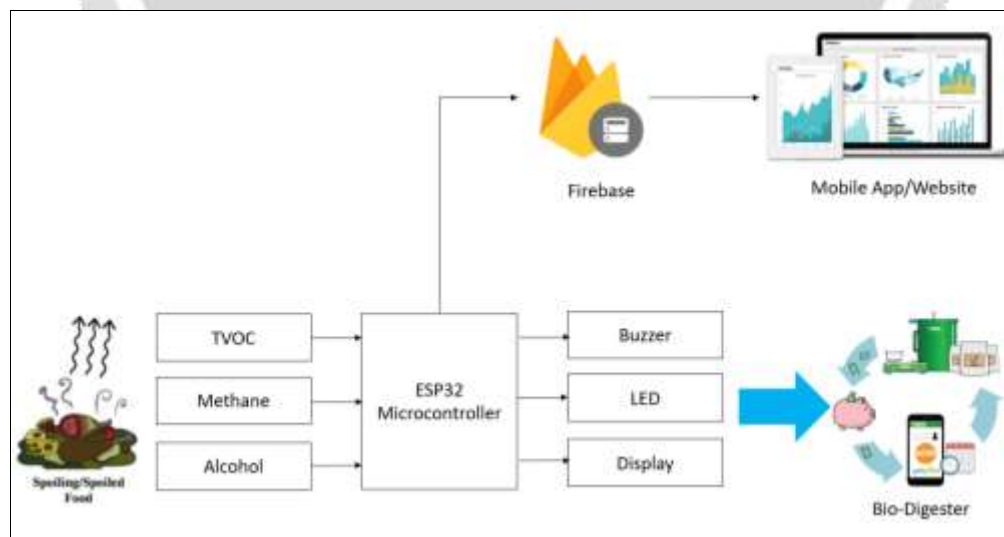 Firebase
Mobile App/Website
TVOC
Methane
Alcohol
ESP32
Microcontroller
Buzzer
LED
Display
Spoiling/Spoiled
Food
Bio-Digester